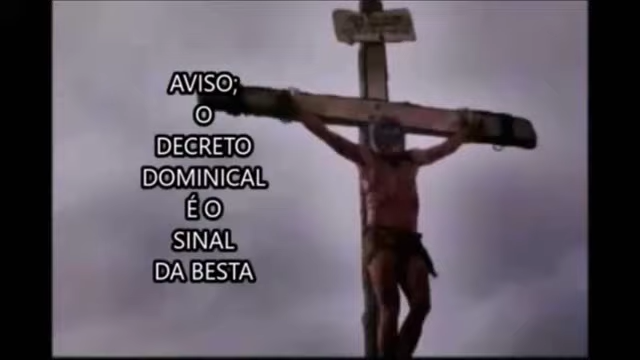 AVISO;
O
DECRETO
DOMINICAL
É O
SINAL
DA BESTA